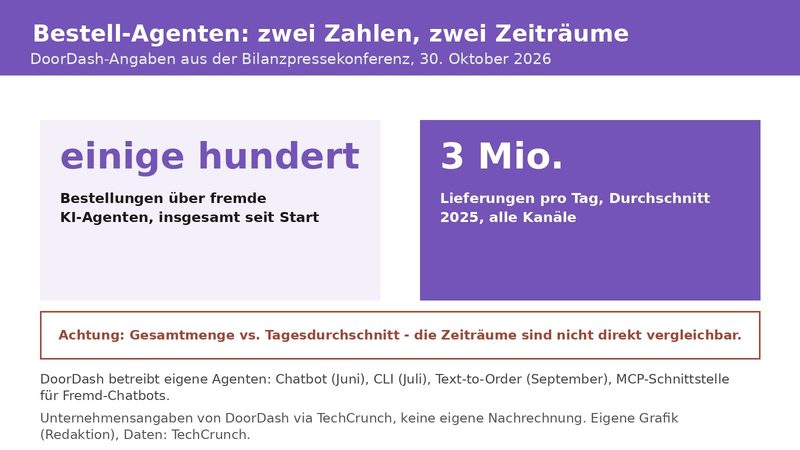 Bestell-Agenten: zwei Zahlen, zwei Zeiträume
DoorDash-Angaben aus der Bilanzpressekonferenz, 30. Oktober 2026
einige hundert
Bestellungen über fremde
KI-Agenten, insgesamt seit Start
3 Mio.
Lieferungen pro Tag, Durchschnitt
2025, alle Kanäle
Achtung: Gesamtmenge vs. Tagesdurchschnitt - die Zeiträume sind nicht direkt vergleichbar.
DoorDash betreibt eigene Agenten: Chatbot (Juni), CLI (Juli), Text-to-Order (September), MCP-Schnittstelle
für Fremd-Chatbots.
Unternehmensangaben von DoorDash via TechCrunch, keine eigene Nachrechnung. Eigene Grafik
(Redaktion), Daten: TechCrunch.